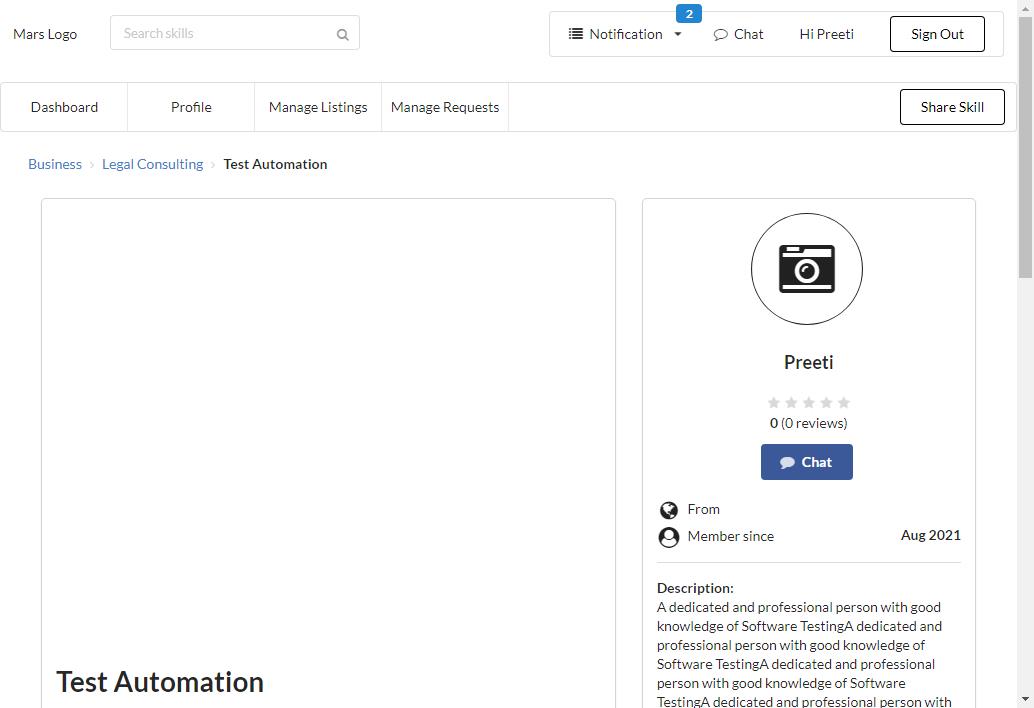 Mars Logo
Search skills
2
Notification
Chat
Hi Preeti
Sign Out
Dashboard
Profile
Manage Listings
Manage Requests
Share Skill
Business › Legal Consulting › Test Automation
Test Automation
Preeti
0 (0 reviews)
Chat
From
Member since Aug 2021
Description:
A dedicated and professional person with good
knowledge of Software TestingA dedicated and
professional person with good knowledge of
Software TestingA dedicated and professional
person with good knowledge of Software
TestingA dedicated and professional person with